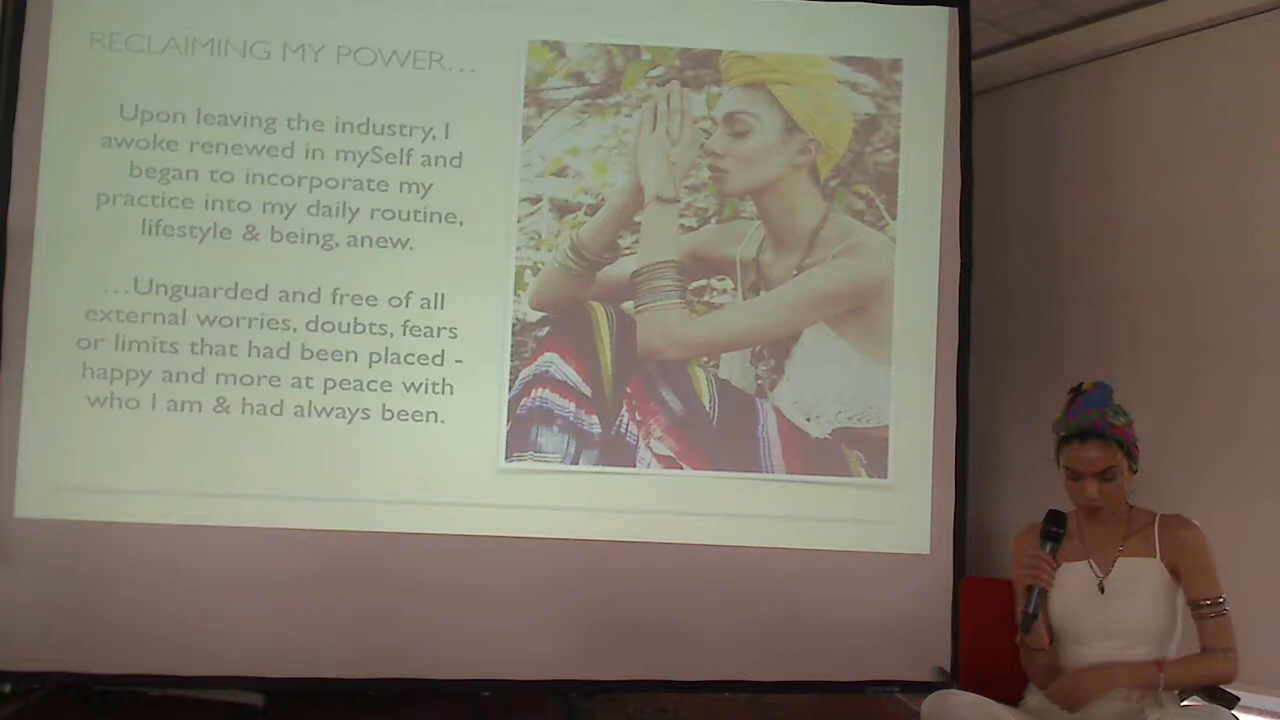 RECLAIMING MY POWER...
Upon leaving the industry, I
awoke renewed in mySelf and
began to incorporate my
practice into my daily routine,
lifestyle & being, anew.
...Unguarded and free of all
external worries, doubts, fears
or limits that had been placed -
happy and more at peace with
who I am & had always been.